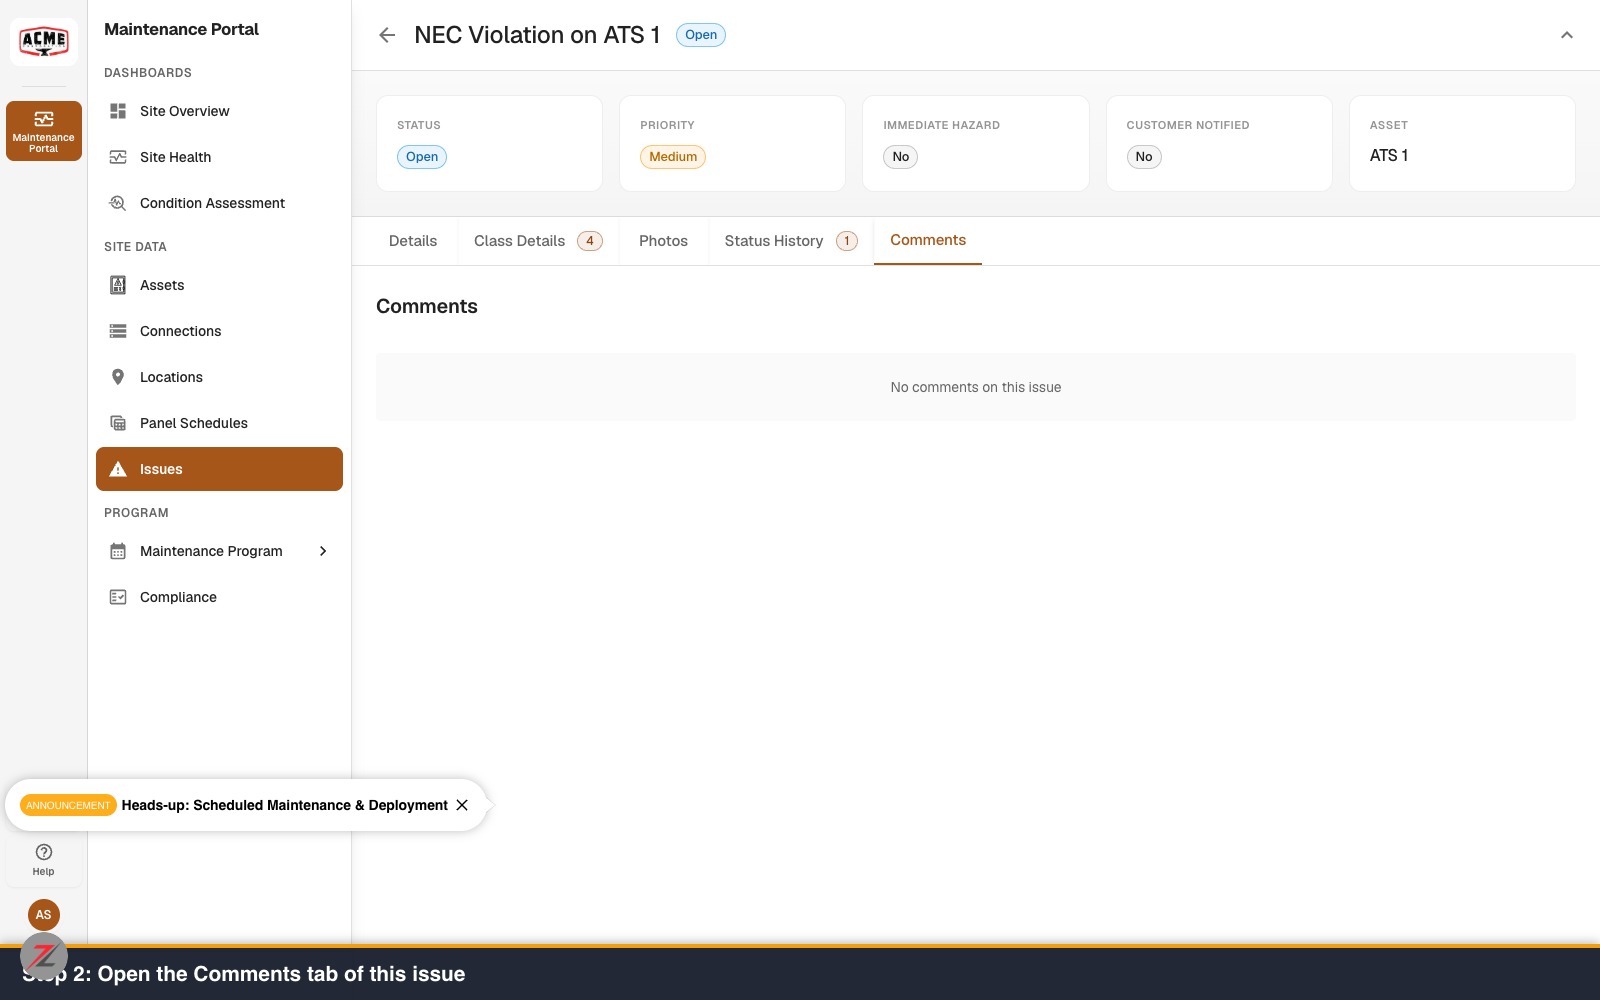 ACME
Maintenance Portal
Maintenance Portal
DASHBOARDS
Site Overview
Site Health
Condition Assessment
SITE DATA
Assets
Connections
Locations
Panel Schedules
Issues
PROGRAM
Maintenance Program
Compliance
NEC Violation on ATS 1 Open
STATUS
Open
PRIORITY
Medium
IMMEDIATE HAZARD
No
CUSTOMER NOTIFIED
No
ASSET
ATS 1
Details
Class Details 4
Photos
Status History 1
Comments
Comments
No comments on this issue
ANNOUNCEMENT Heads-up: Scheduled Maintenance & Deployment
Help
AS
Step 2: Open the Comments tab of this issue